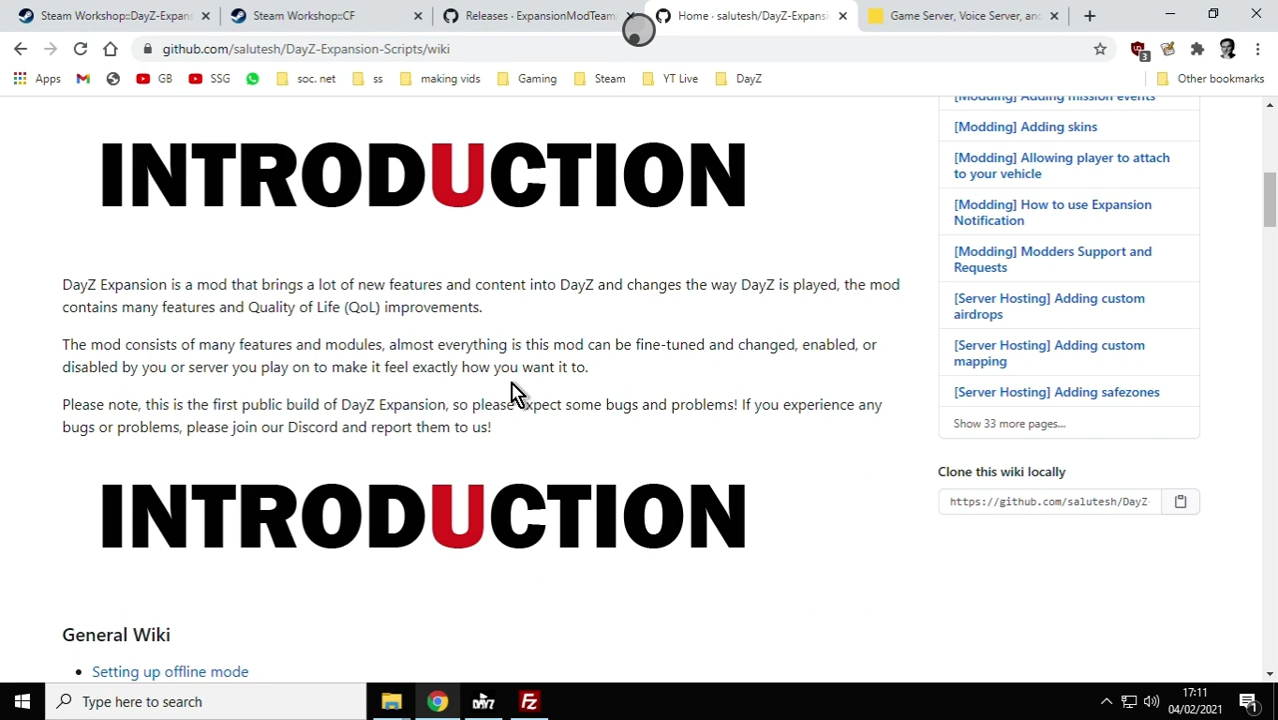 Steam Workshop::DayZ-Expans
Steam Workshop::CF
Releases · ExpansionModTeam
Home · salutesh/DayZ-Expansi
Game Server, Voice Server, and
github.com/salutesh/DayZ-Expansion-Scripts/wiki
3
Apps
GB
SSG
soc. net
ss
making vids
Gaming
Steam
YT Live
DayZ
Other bookmarks
INTRODUCTION
DayZ Expansion is a mod that brings a lot of new features and content into DayZ and changes the way DayZ is played, the mod
contains many features and Quality of Life (QoL) improvements.
The mod consists of many features and modules, almost everything is this mod can be fine-tuned and changed, enabled, or
disabled by you or server you play on to make it feel exactly how you want it to.
Please note, this is the first public build of DayZ Expansion, so please expect some bugs and problems! If you experience any
bugs or problems, please join our Discord and report them to us!
INTRODUCTION
General Wiki
Setting up offline mode
[Modding] Adding mission events
[Modding] Adding skins
[Modding] Allowing player to attach
to your vehicle
[Modding] How to use Expansion
Notification
[Modding] Modders Support and
Requests
[Server Hosting] Adding custom
airdrops
[Server Hosting] Adding custom
mapping
[Server Hosting] Adding safezones
Show 33 more pages...
Clone this wiki locally
https://github.com/salutesh/DayZ-
Type here to search
DAYZ
FZ
17:11
04/02/2021
1